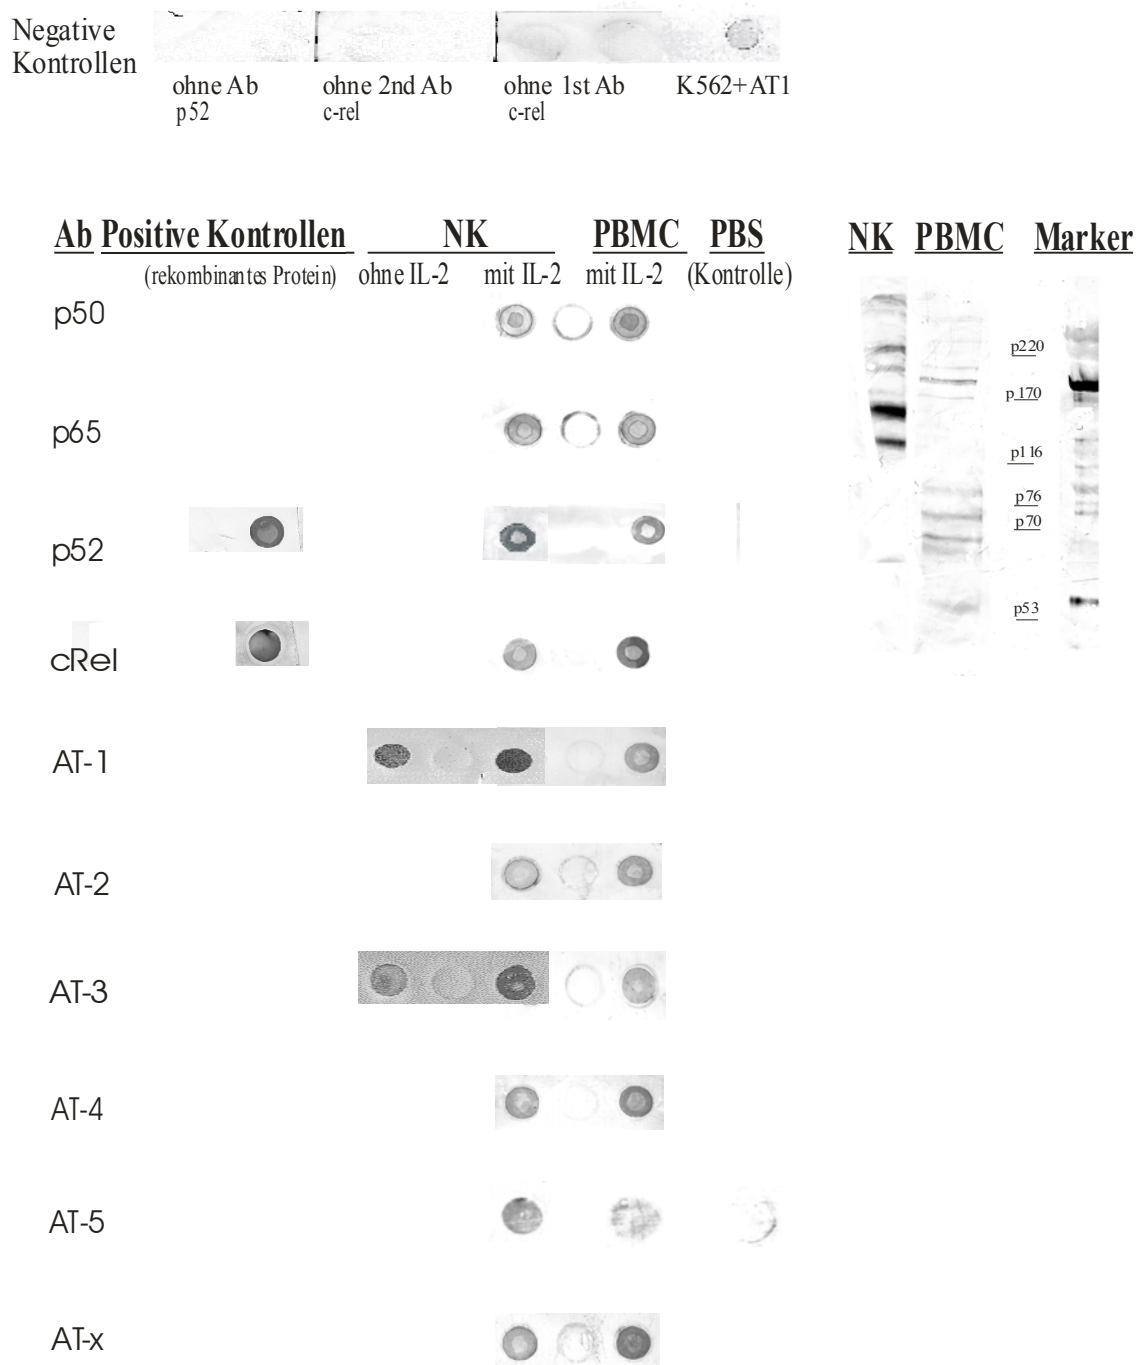 Negative
Kontrollen
ohne Ab
p52
ohne 2nd Ab
c-rel
ohne 1st Ab
c-rel
K562+AT1
Ab Positive Kontrollen NK PBMC PBS
(rekombinantes Protein) ohne IL-2 mit IL-2 mit IL-2 (Kontrolle)
NK PBMC Marker
p50
p65
p52
cRel
AT-1
AT-2
AT-3
AT-4
AT-5
AT-x
p220
p170
p116
p76
p70
p53